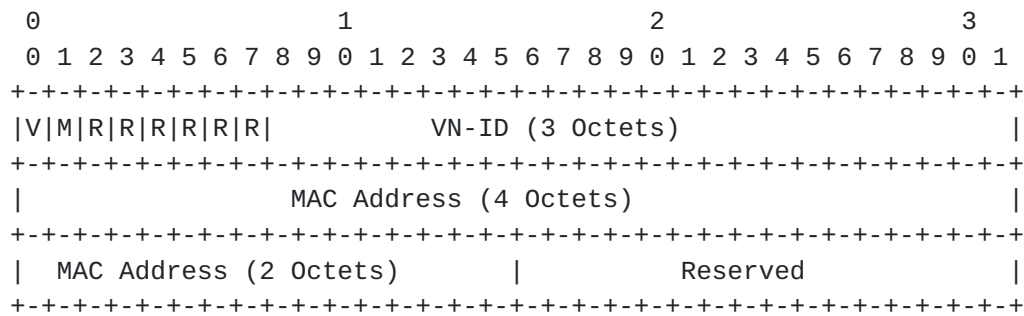 0                   1                   2                   3
 0 1 2 3 4 5 6 7 8 9 0 1 2 3 4 5 6 7 8 9 0 1 2 3 4 5 6 7 8 9 0 1
+-+-+-+-+-+-+-+-+-+-+-+-+-+-+-+-+-+-+-+-+-+-+-+-+-+-+-+-+-+-+-+-+
|V|M|R|R|R|R|R|R|          VN-ID (3 Octets)                     |
+-+-+-+-+-+-+-+-+-+-+-+-+-+-+-+-+-+-+-+-+-+-+-+-+-+-+-+-+-+-+-+-+
|                 MAC Address (4 Octets)                        |
+-+-+-+-+-+-+-+-+-+-+-+-+-+-+-+-+-+-+-+-+-+-+-+-+-+-+-+-+-+-+-+-+
|  MAC Address (2 Octets)       |          Reserved             |
+-+-+-+-+-+-+-+-+-+-+-+-+-+-+-+-+-+-+-+-+-+-+-+-+-+-+-+-+-+-+-+-+